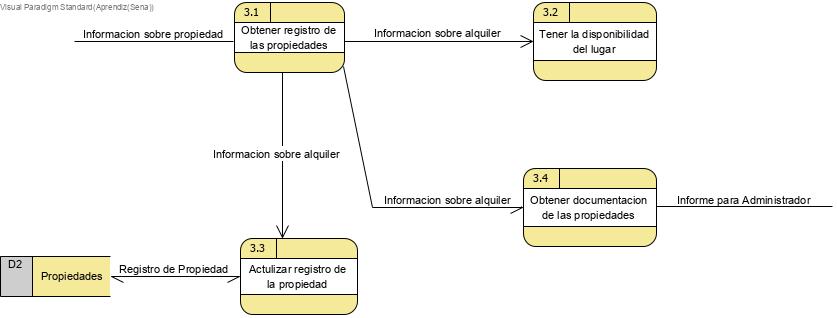 Visual Paradigm Standard(Aprendiz(Sena))
3.1
Obtener registro de
las propiedades
Informacion sobre propiedad
Informacion sobre alquiler
3.2
Tener la disponibilidad
del lugar
Informacion sobre alquiler
3.4
Obtener documentacion
de las propiedades
Informacion sobre alquiler
Informe para Administrador
3.3
Actulizar registro de
la propiedad
D2
Propiedades
Registro de Propiedad